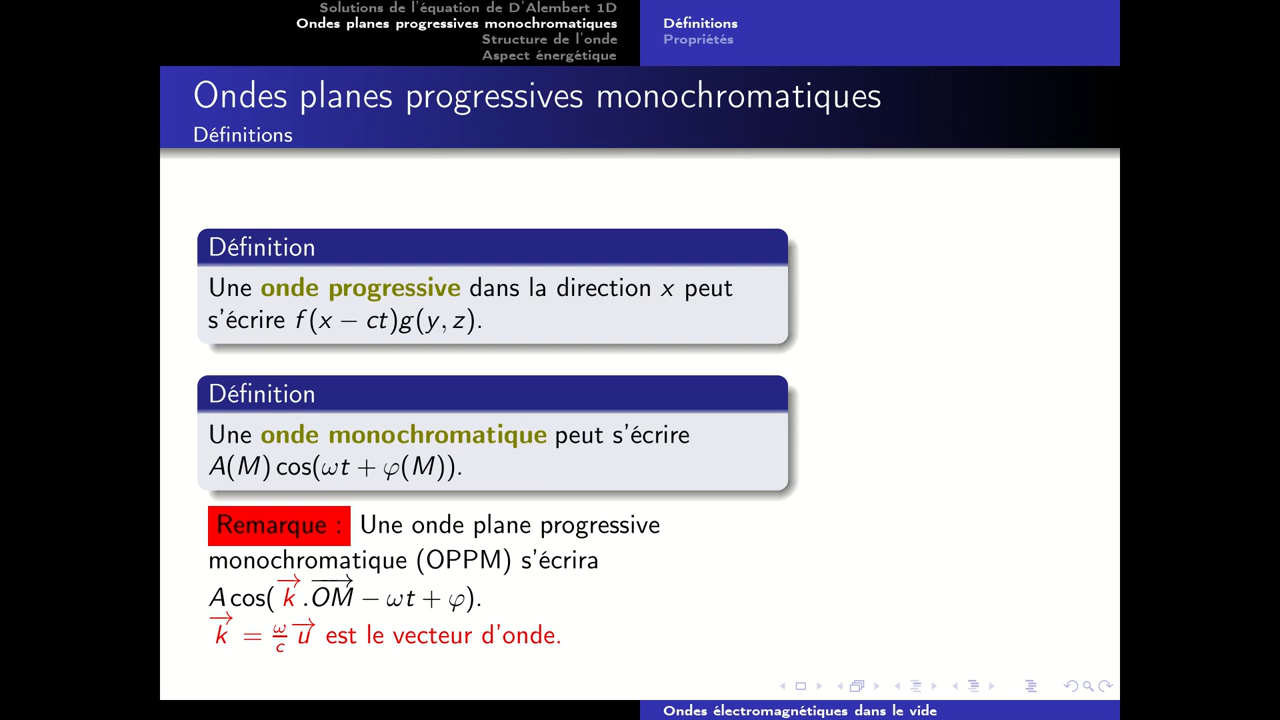 Solutions de l'équation de D'Alembert 1D
Ondes planes progressives monochromatiques
Structure de l'onde
Aspect énergétique
Définitions
Propriétés
Ondes planes progressives monochromatiques
Définitions
Définition
Une onde progressive dans la direction x peut
s'écrire f(x − ct)g(y, z).
Définition
Une onde monochromatique peut s'écrire
A(M) cos(ωt + φ(M)).
Remarque : Une onde plane progressive
monochromatique (OPPM) s'écrira
A cos(k⃗.O͞M⃗ − ωt + φ).
k⃗ = ω/c u⃗ est le vecteur d'onde.
Ondes électromagnétiques dans le vide